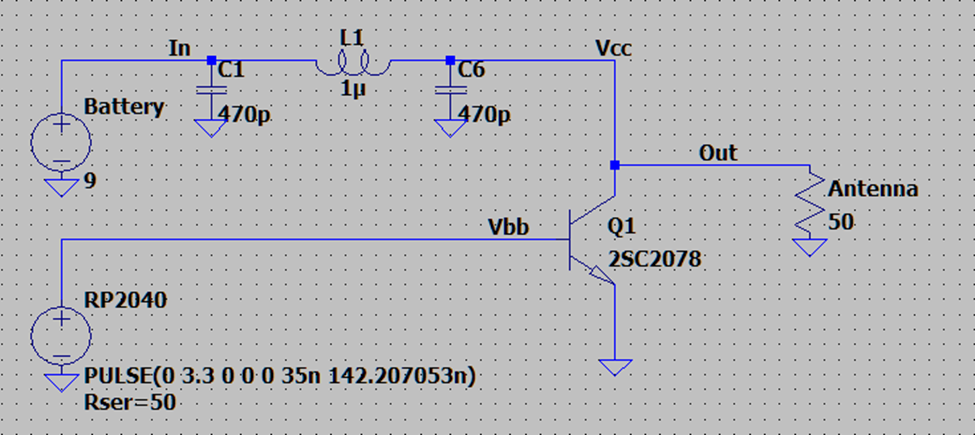 In
L1
Vcc
C1
C6
1µ
Battery
470p
470p
Out
9
Antenna
50
Vbb
Q1
2SC2078
RP2040
PULSE(0 3.3 0 0 0 35n 142.207053n)
Rser=50